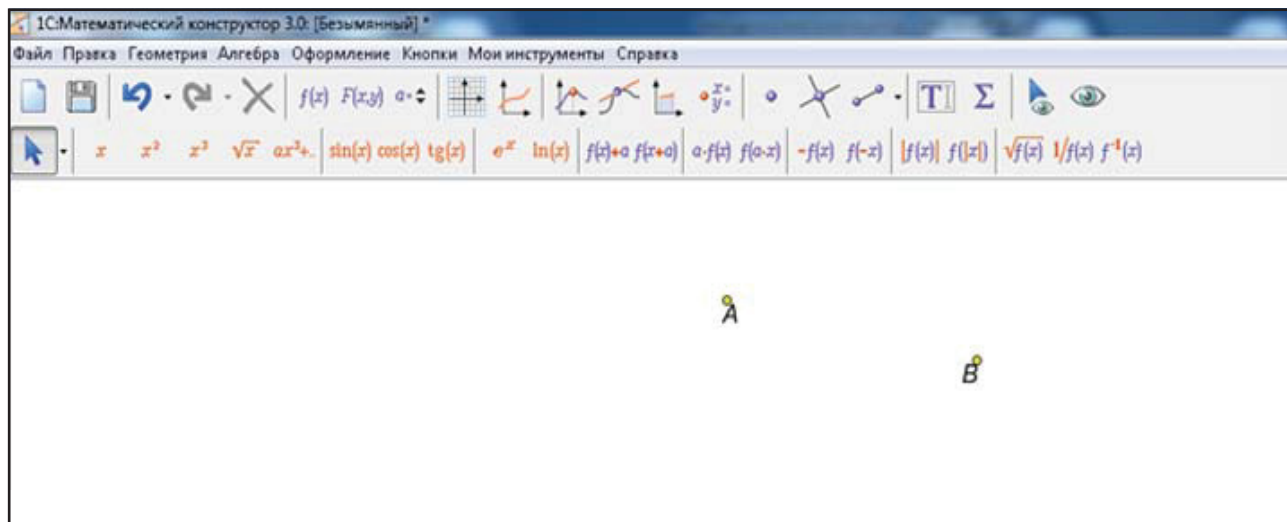 1С:Математический конструктор 3.0: [Безымянный] *
Файл Правка Геометрия Алгебра Оформление Кнопки Мои инструменты Справка
f(x) F(x,y) a= x= y= T Σ
x x² x³ √x ax³+.. sin(x) cos(x) tg(x) eˣ ln(x) f(x)+a f(x+a) a·f(x) f(a·x) -f(x) f(-x) |f(x)| f(|x|) √f(x) 1/f(x) f⁻¹(x)
A
B